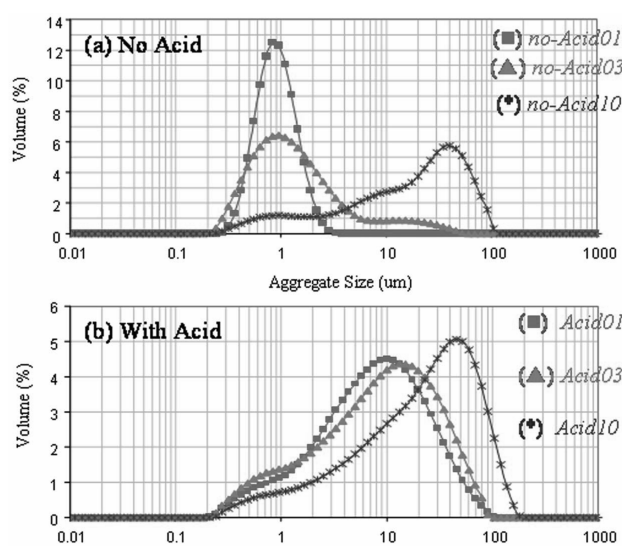 14
(a) No Acid
(■) no-Acid01
12
(▲) no-Acid03
10
(*) no-Acid10
8
6
4
2
0
Volume (%)
0.01 0.1 1 10 100 1000
Aggregate Size (um)
6
(b) With Acid
(■) Acid01
5
(▲) Acid03
4
(*) Acid10
3
2
1
0
Volume (%)
0.01 0.1 1 10 100 1000